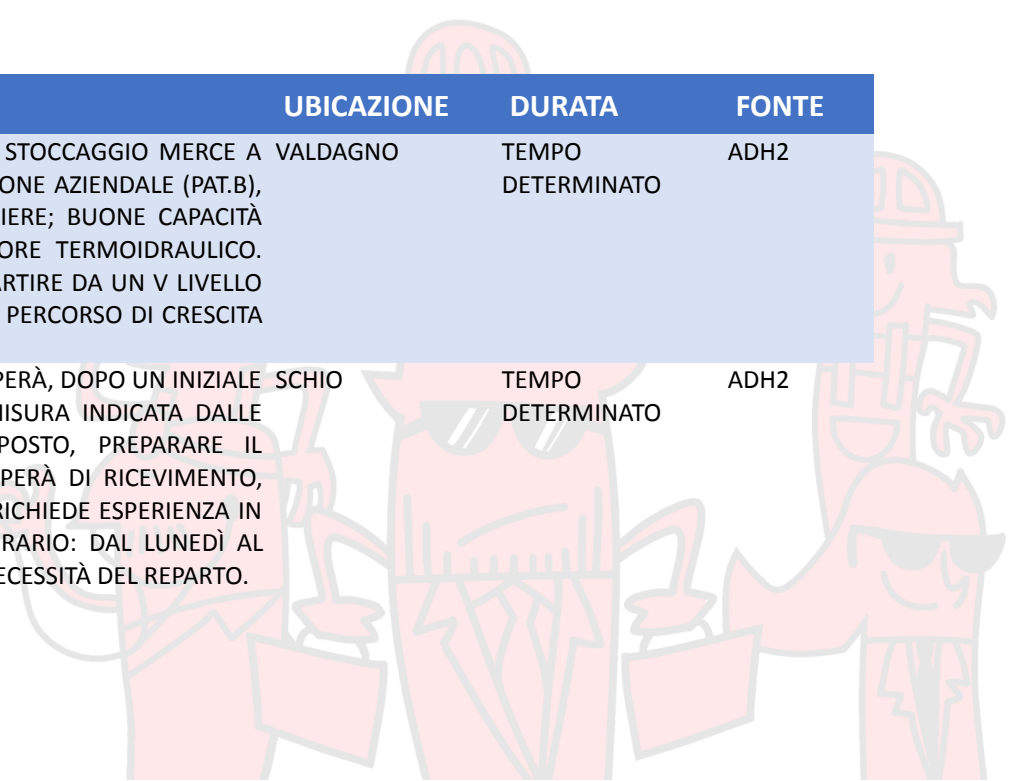 UBICAZIONE DURATA FONTE
STOCCAGGIO MERCE A VALDAGNO TEMPO ADH2
ONE AZIENDALE (PAT.B), DETERMINATO
IERE; BUONE CAPACITÀ
ORE TERMOIDRAULICO.
ARTIRE DA UN V LIVELLO
PERCORSO DI CRESCITA
PERÀ, DOPO UN INIZIALE SCHIO TEMPO ADH2
MISURA INDICATA DALLE DETERMINATO
POSTO, PREPARARE IL
PERÀ DI RICEVIMENTO,
RICHIEDE ESPERIENZA IN
RARIO: DAL LUNEDÌ AL
ECESSITÀ DEL REPARTO.